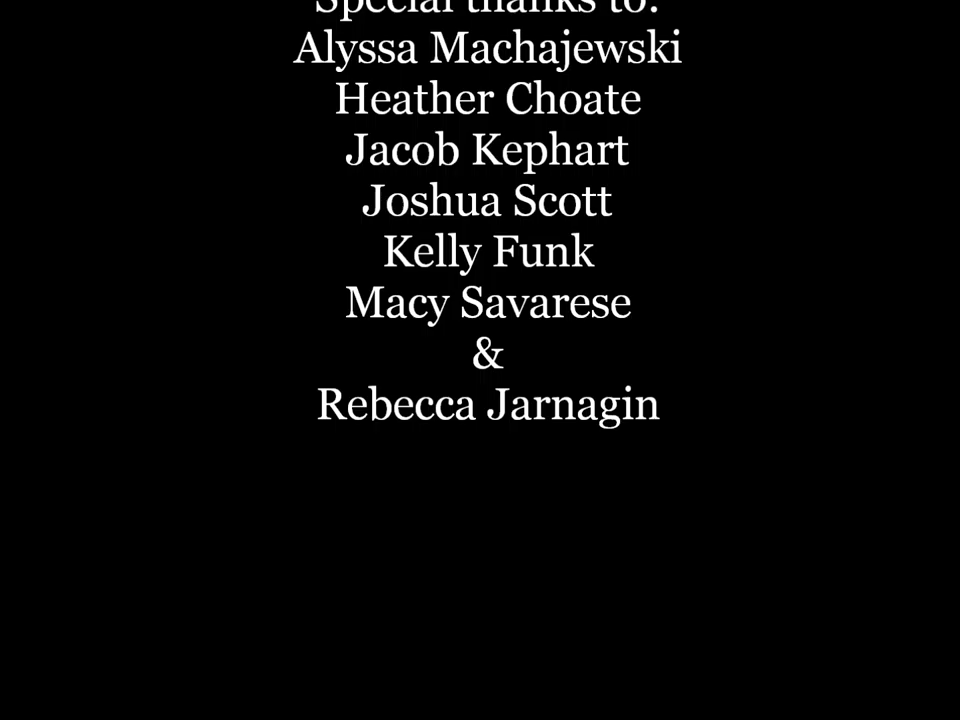 Special thanks to:
Alyssa Machajewski
Heather Choate
Jacob Kephart
Joshua Scott
Kelly Funk
Macy Savarese
&
Rebecca Jarnagin